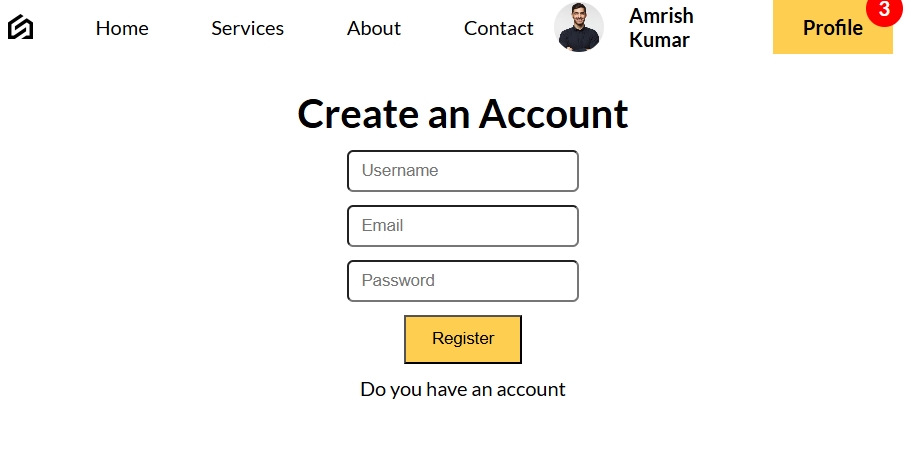 Home Services About Contact Amrish Kumar Profile 3
Create an Account
Username
Email
Password
Register
Do you have an account